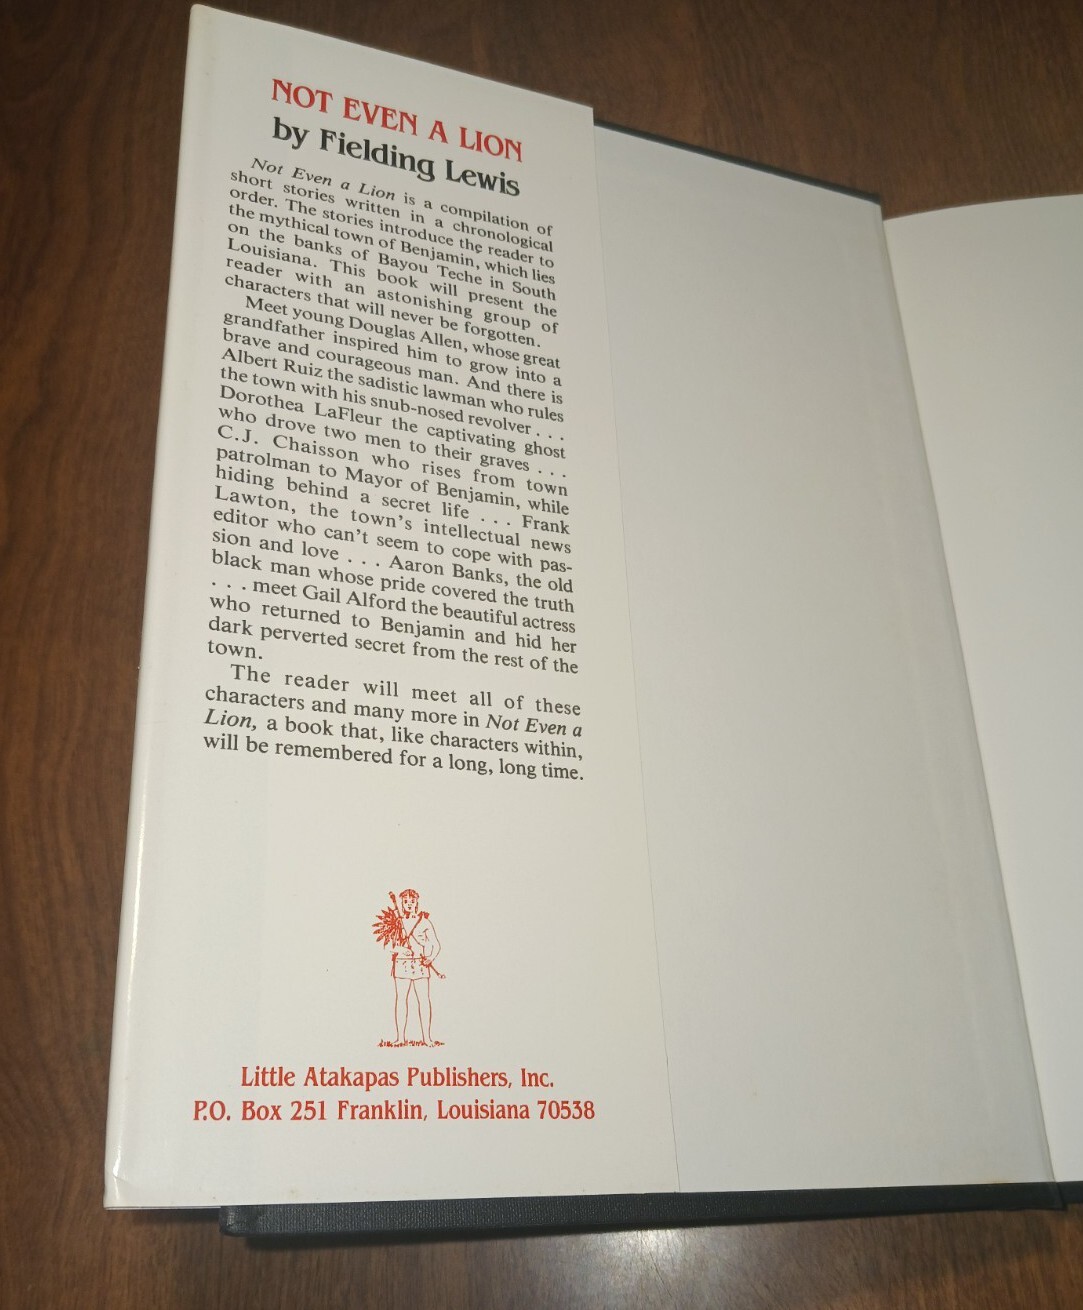 NOT EVEN A LION
by Fielding Lewis
Not Even a Lion is a compilation of
short stories written in a chronological
order. The stories introduce the reader to
the mythical town of Benjamin, which lies
on the banks of Bayou Teche in South
Louisiana. This book will present the
reader with an astonishing group of
characters that will never be forgotten.
Meet young Douglas Allen, whose great
grandfather inspired him to grow into a
brave and courageous man. And there is
Albert Ruiz the sadistic lawman who rules
the town with his snub-nosed revolver . . .
Dorothea LaFleur the captivating ghost
who drove two men to their graves . . .
C.J. Chaisson who rises from town
patrolman to Mayor of Benjamin, while
hiding behind a secret life . . . Frank
Lawton, the town's intellectual news
editor who can't seem to cope with pas-
sion and love . . . Aaron Banks, the old
black man whose pride covered the truth
. . . meet Gail Alford the beautiful actress
who returned to Benjamin and hid her
dark perverted secret from the rest of the
town.
The reader will meet all of these
characters and many more in Not Even a
Lion, a book that, like characters within,
will be remembered for a long, long time.
Little Atakapas Publishers, Inc.
P.O. Box 251 Franklin, Louisiana 70538